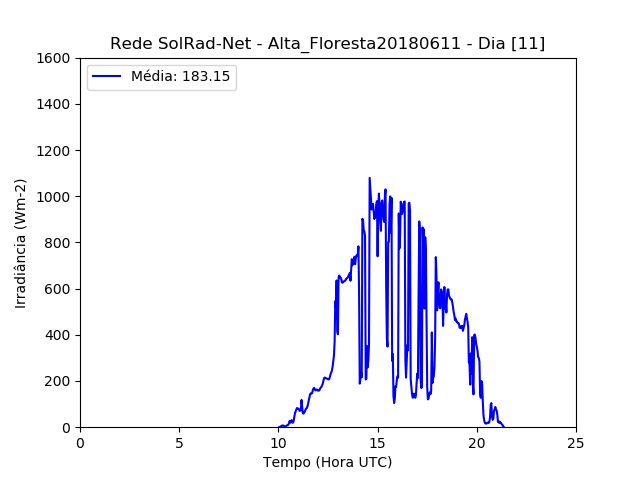 Rede SolRad-Net - Alta_Floresta20180611 - Dia [11]
Média: 183.15
Irradiância (Wm-2)
1600
1400
1200
1000
800
600
400
200
0
0 5 10 15 20 25
Tempo (Hora UTC)